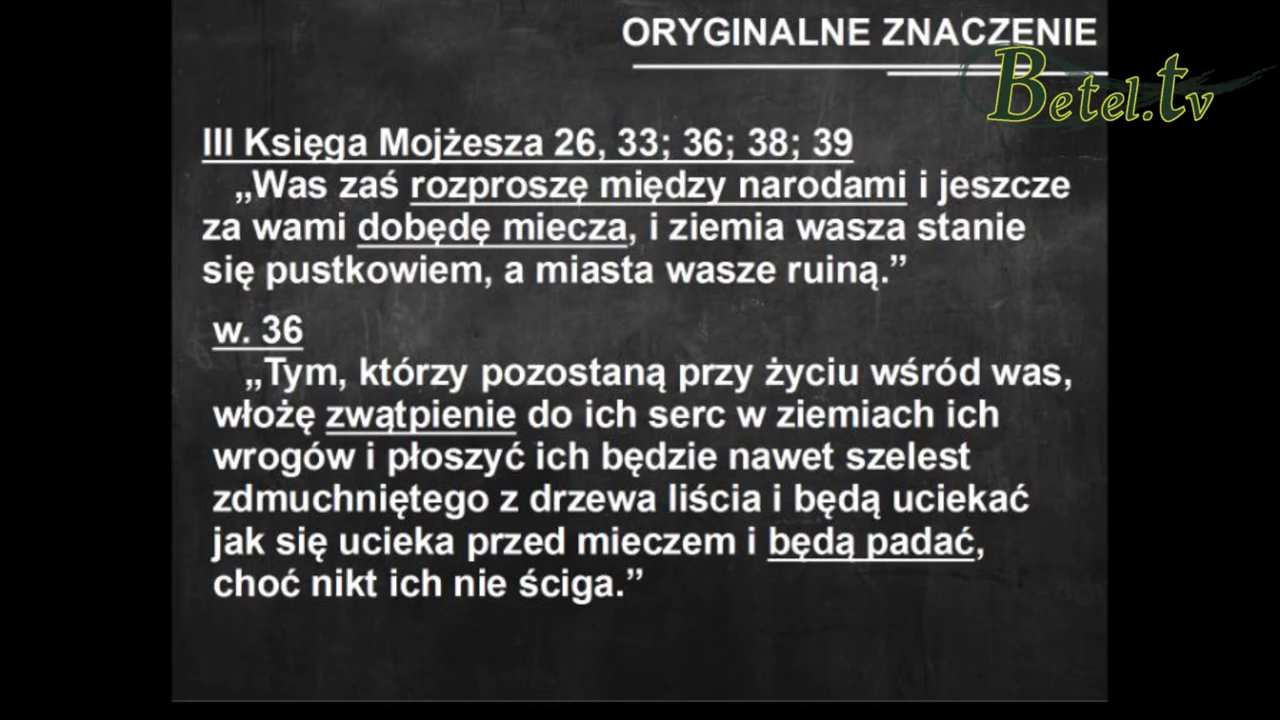 ORYGINALNE ZNACZENIE
Betel.tv
III Księga Mojżesza 26, 33; 36; 38; 39
„Was zaś rozproszę między narodami i jeszcze
za wami dobędę miecza, i ziemia wasza stanie
się pustkowiem, a miasta wasze ruiną.”
w. 36
„Tym, którzy pozostaną przy życiu wśród was,
włożę zwątpienie do ich serc w ziemiach ich
wrogów i płoszyć ich będzie nawet szelest
zdmuchniętego z drzewa liścia i będą uciekać
jak się ucieka przed mieczem i będą padać,
choć nikt ich nie ściga.”